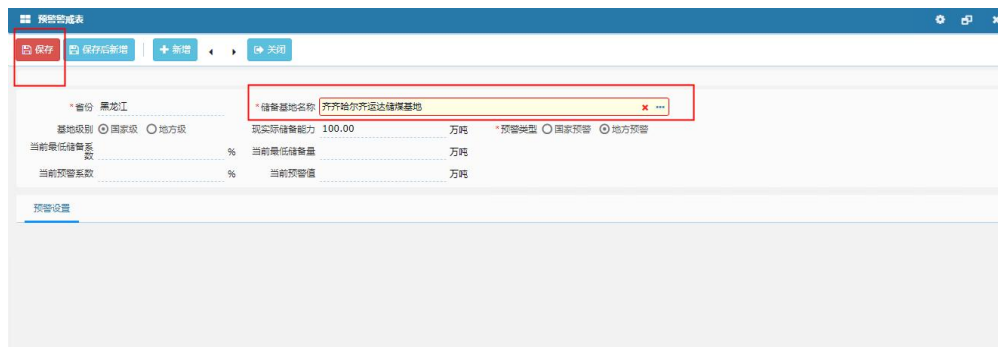 预警警戒表
保存 保存后新增 新增 关闭
*省份 黑龙江 *储备基地名称 齐齐哈尔齐运达储煤基地
基地级别 国家级 地方级 现实际储备能力 100.00 万吨 *预警类型 国家预警 地方预警
当前最低储备系数 % 当前最低储备量 万吨
当前预警系数 % 当前预警值 万吨
预警设置